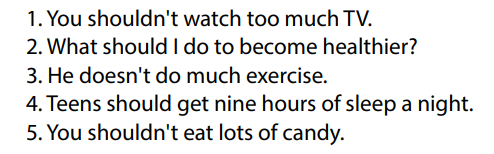 1. You shouldn't watch too much TV.
2. What should I do to become healthier?
3. He doesn't do much exercise.
4. Teens should get nine hours of sleep a night.
5. You shouldn't eat lots of candy.